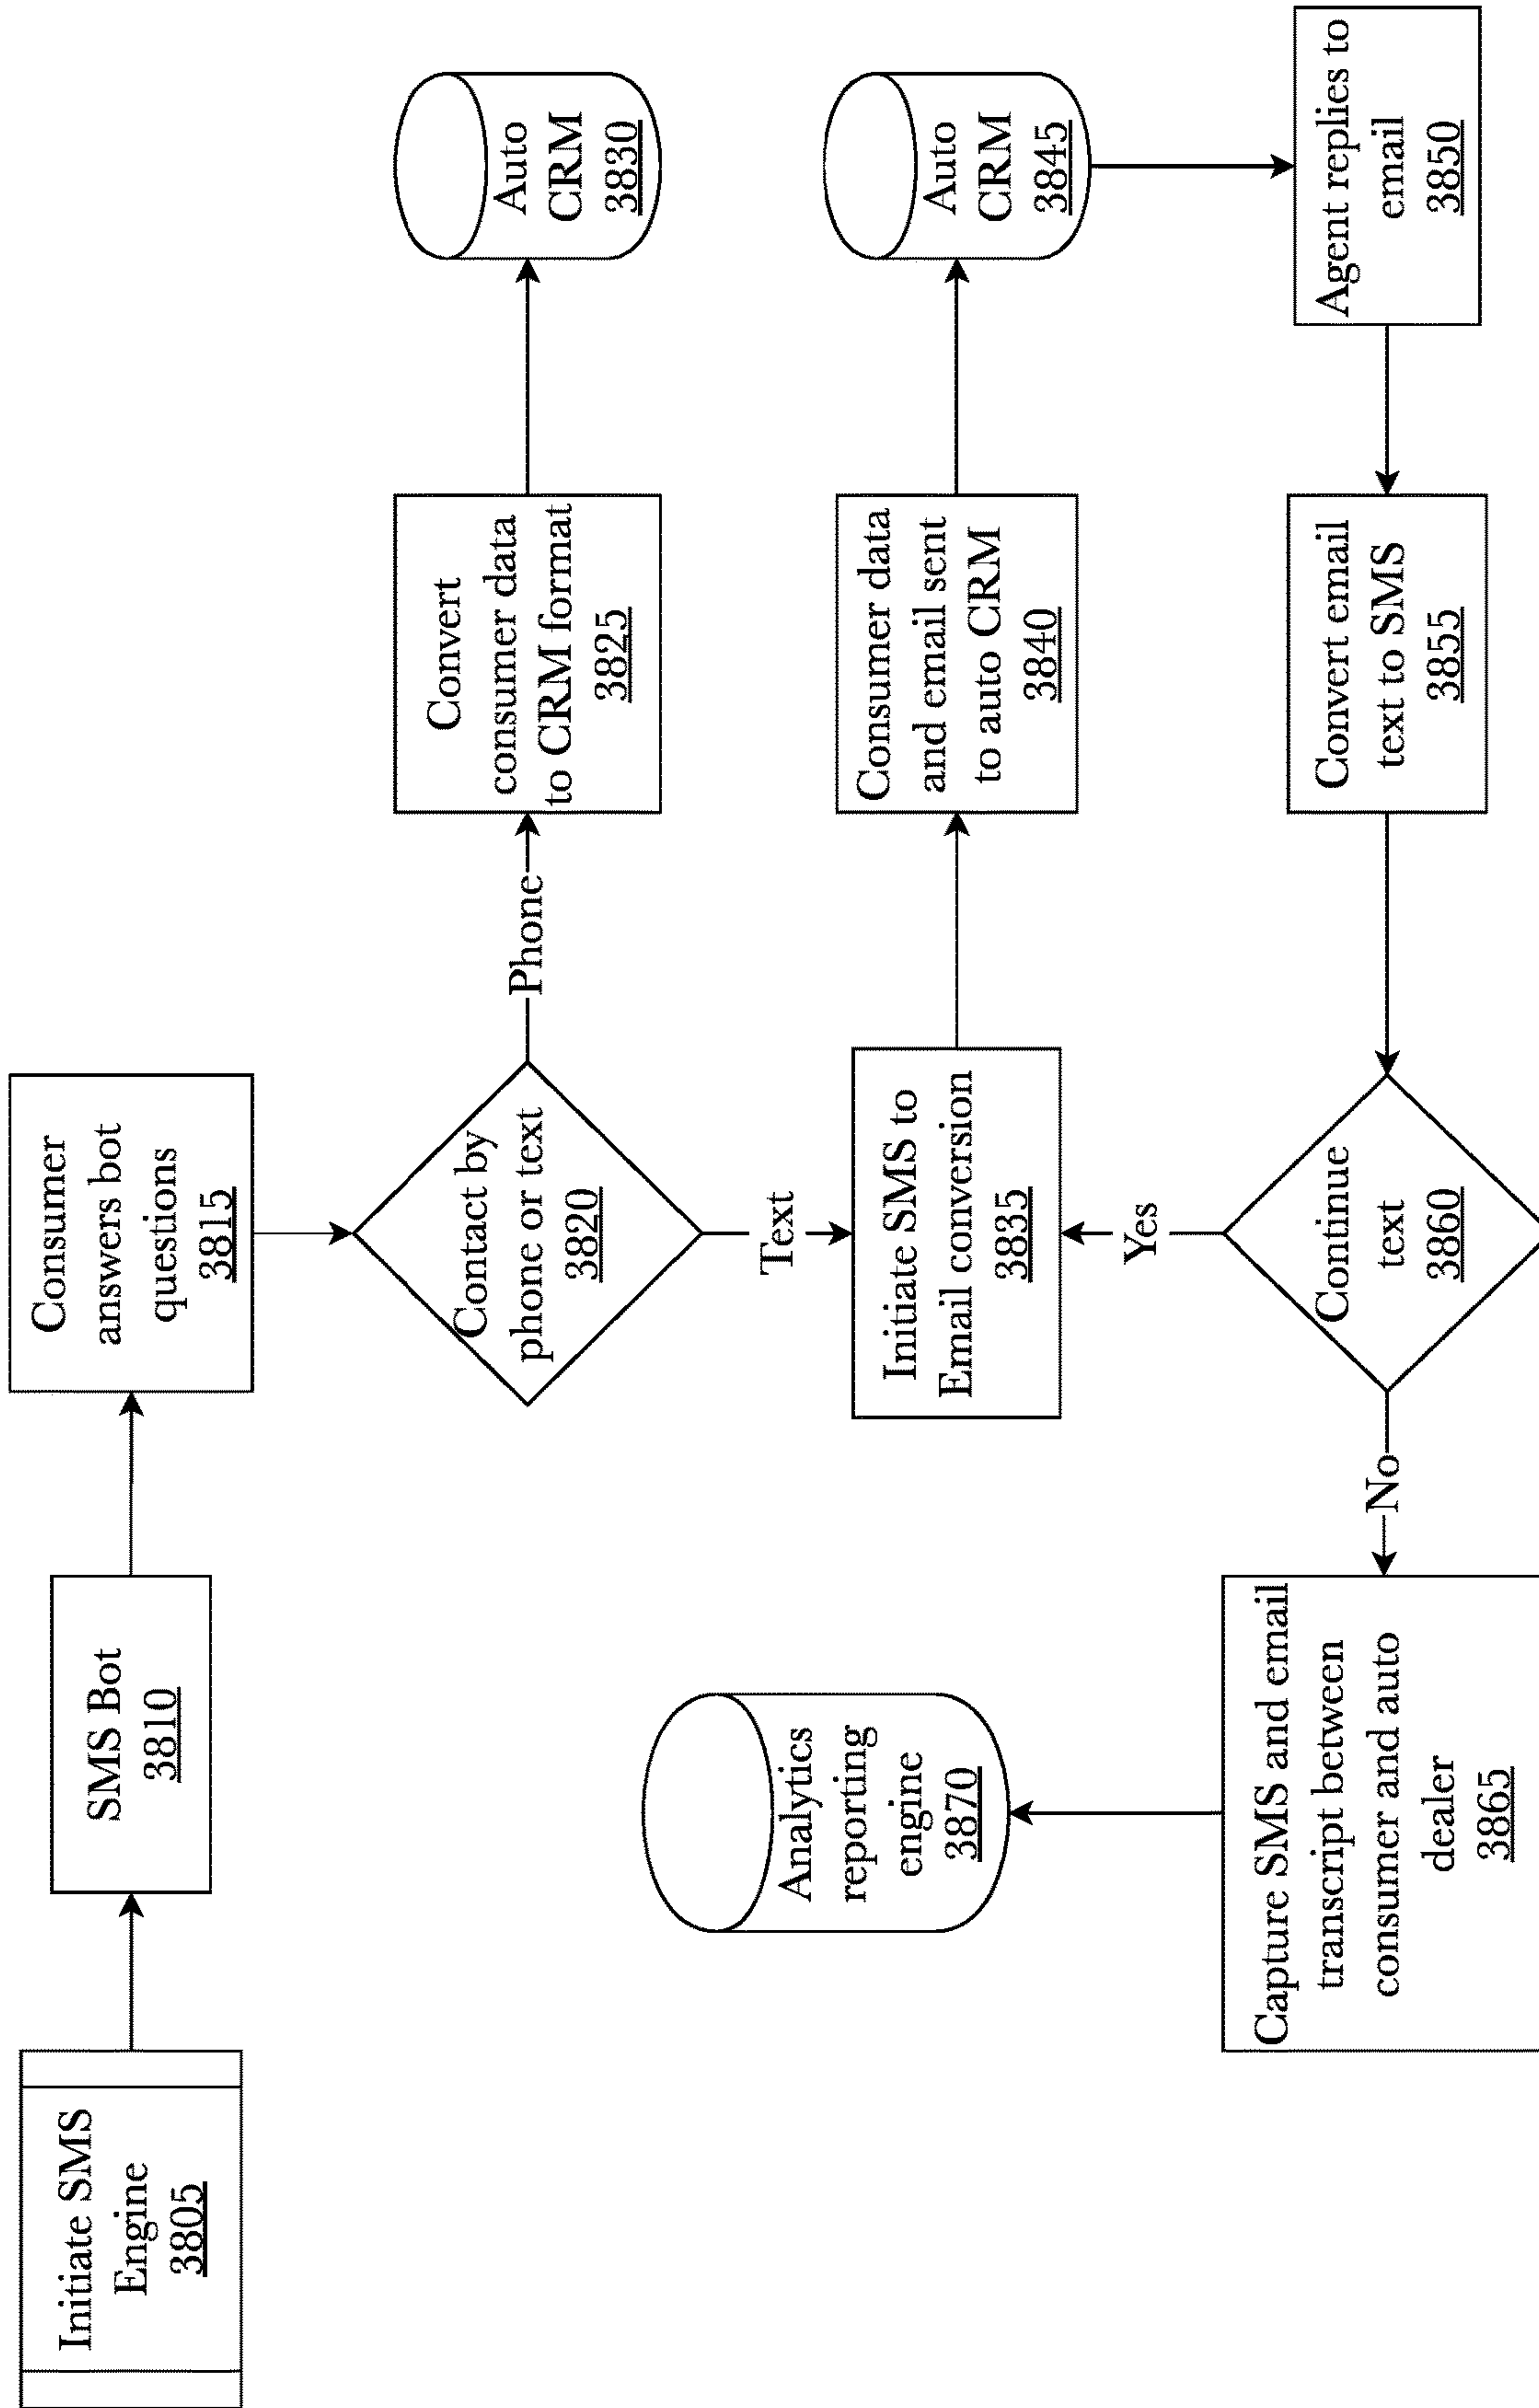 Initiate SMS
Engine
3805
SMS Bot
3810
Consumer
answers bot
questions
3815
Contact by
phone or text
3820
Phone
Convert
consumer data
to CRM format
3825
Auto
CRM
3830
Text
Initiate SMS to
Email conversion
3835
Consumer data
and email sent
to auto CRM
3840
Auto
CRM
3845
Agent replies to
email
3850
Convert email
text to SMS
3855
Continue
text
3860
Yes
No
Capture SMS and email
transcript between
consumer and auto
dealer
3865
Analytics
reporting
engine
3870